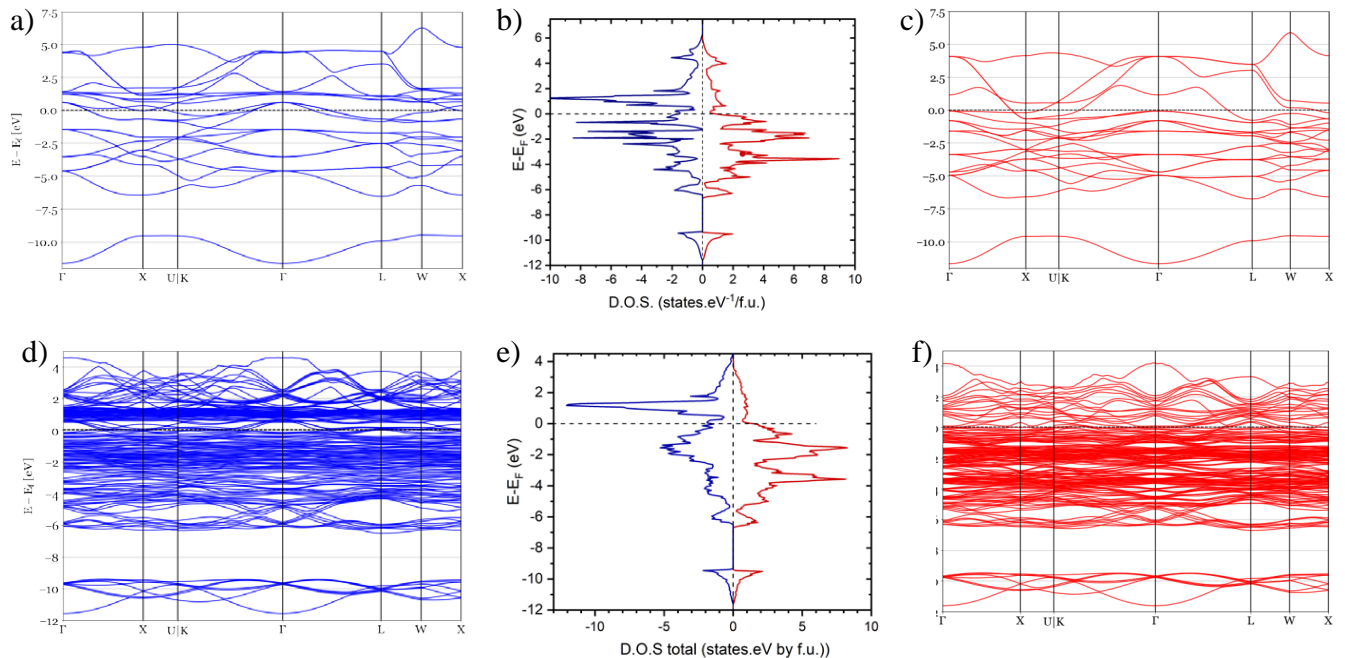 a)
7.5
5.0
2.5
0.0
−2.5
−5.0
−7.5
−10.0
E − Ef [eV]
Γ X U|K Γ L W X
b)
6
4
2
0
-2
-4
-6
-8
-10
-12
E-EF (eV)
-10 -8 -6 -4 -2 0 2 4 6 8 10
D.O.S. (states.eV-1/f.u.)
c)
7.5
5.0
2.5
0.0
−2.5
−5.0
−7.5
−10.0
Γ X U|K Γ L W X
d)
4
2
0
−2
−4
−6
−8
−10
−12
E − Ef [eV]
Γ X U|K Γ L W X
e)
4
2
0
-2
-4
-6
-8
-10
-12
E-EF (eV)
-10 -5 0 5 10
D.O.S total (states.eV by f.u.))
f)
Γ X U|K Γ L W X